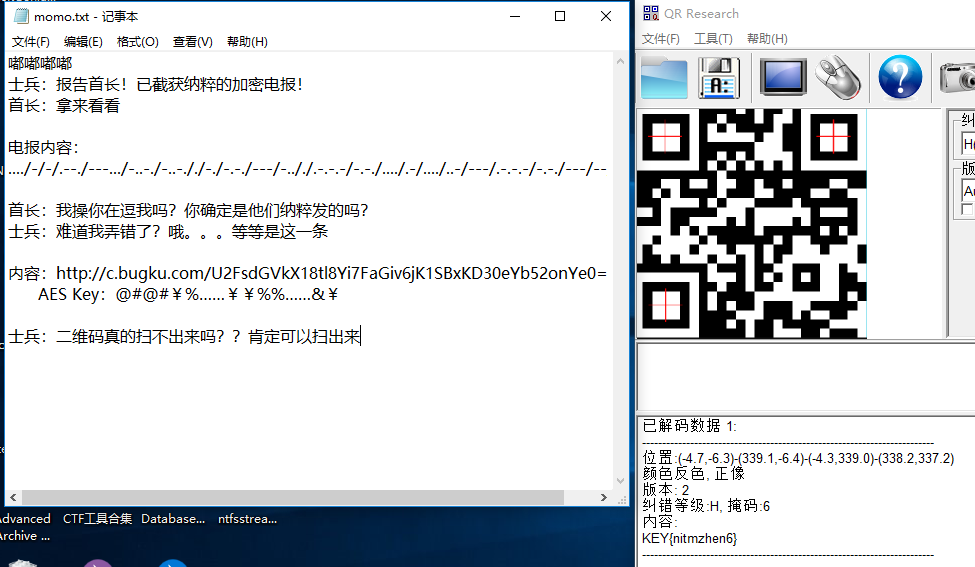 momo.txt - 记事本
文件(F) 编辑(E) 格式(O) 查看(V) 帮助(H)
嘟嘟嘟嘟
士兵：报告首长！已截获纳粹的加密电报！
首长：拿来看看
电报内容：
..../-/-/.--./---.../-..-./-..-././-./-.-./---/-.././.-.-.-/-.-./..../.-/..../..-/---/.-.-.-/-.-./---/--
首长：我操你在逗我吗？你确定是他们纳粹发的吗？
士兵：难道我弄错了？哦。。。等等是这一条
内容：http://c.bugku.com/U2FsdGVkX18tl8Yi7FaGiv6jK1SBxKD30eYb52onYe0=
AES Key：@#@#￥%……￥￥%%……&￥
士兵：二维码真的扫不出来吗？？肯定可以扫出来
Advanced CTF工具合集 Database... ntfsstrea...
Archive ...
QR Research
文件(F) 工具(T) 帮助(H)
纠
H(
版
Au
已解码数据 1:
位置:(-4.7,-6.3)-(339.1,-6.4)-(-4.3,339.0)-(338.2,337.2)
颜色反色, 正像
版本: 2
纠错等级:H, 掩码:6
内容:
KEY{nitmzhen6}